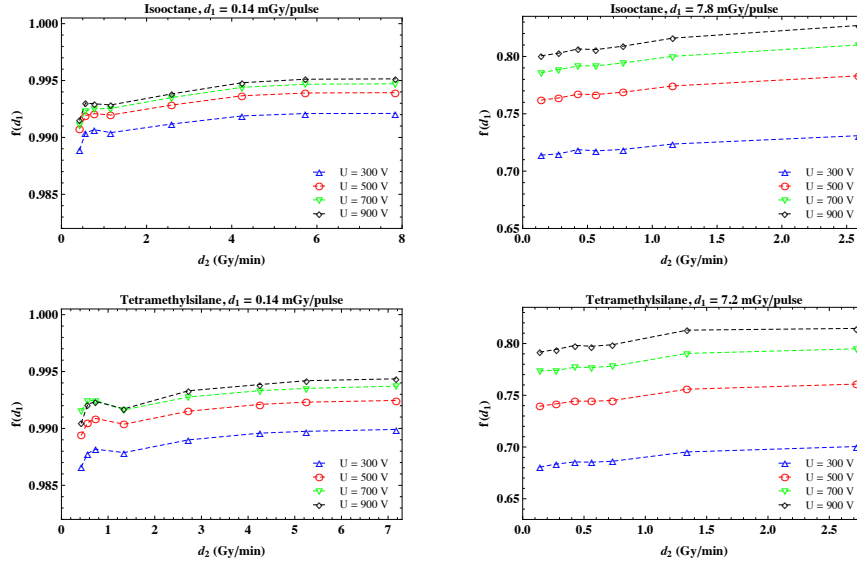 Isooctane, d₁ = 0.14 mGy/pulse
1.000
0.995
0.990
0.985
f(d₁)
U = 300 V
U = 500 V
U = 700 V
U = 900 V
0 1 2 3 4 5 6 7 8
d₂ (Gy/min)
Isooctane, d₁ = 7.8 mGy/pulse
0.80
0.75
0.70
0.65
f(d₁)
U = 300 V
U = 500 V
U = 700 V
U = 900 V
0.0 0.5 1.0 1.5 2.0 2.5
d₂ (Gy/min)
Tetramethylsilane, d₁ = 0.14 mGy/pulse
1.000
0.995
0.990
0.985
f(d₁)
U = 300 V
U = 500 V
U = 700 V
U = 900 V
0 1 2 3 4 5 6 7
d₂ (Gy/min)
Tetramethylsilane, d₁ = 7.2 mGy/pulse
0.80
0.75
0.70
0.65
f(d₁)
U = 300 V
U = 500 V
U = 700 V
U = 900 V
0.0 0.5 1.0 1.5 2.0 2.5
d₂ (Gy/min)